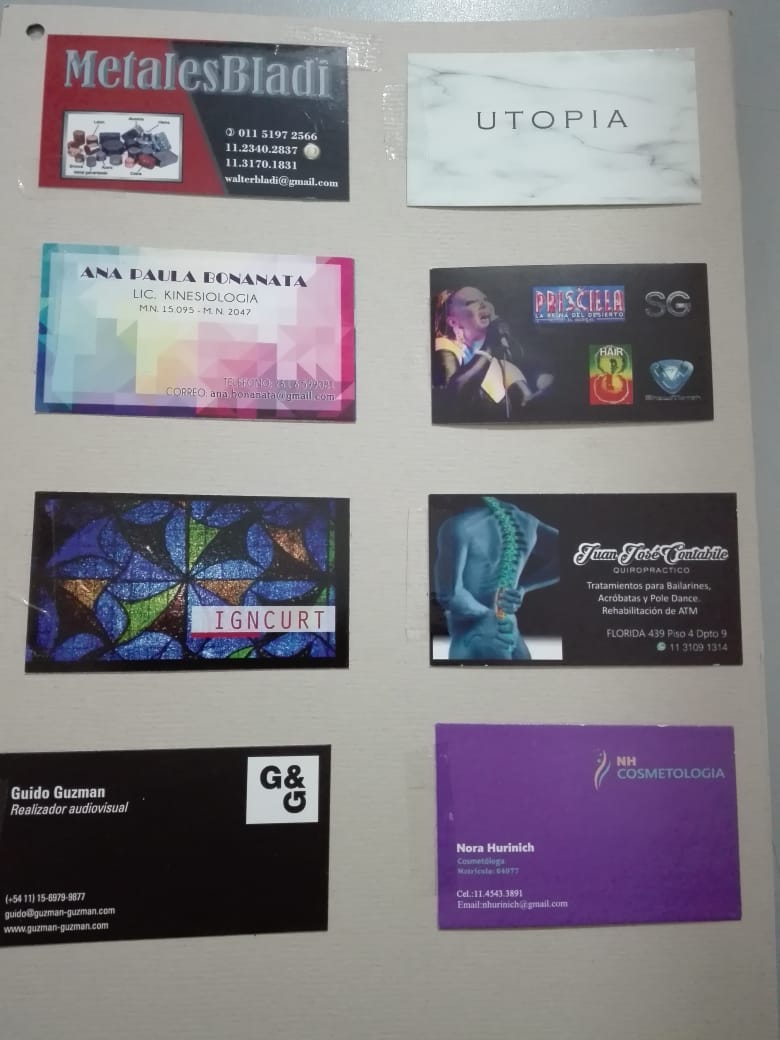 MetalesBladi
011 5197 2566
11.2340.2837
11.3170.1831
walterbladi@gmail.com
UTOPIA
ANA PAULA BONANATA
LIC. KINESIOLOGIA
M.N. 15.095 - M. N. 2047
TELEFONO:
CORREO: ana.bonanata@gmail.com
PRISCILLA
LA REINA DEL DESIERTO
EL MUSICAL
SG
HAIR
IGNCURT
Juan José Contabile
QUIROPRACTICO
Tratamientos para Bailarines,
Acróbatas y Pole Dance.
Rehabilitación de ATM
FLORIDA 439 Piso 4 Dpto 9
11 3109 1314
Guido Guzman
Realizador audiovisual
G&G
(+54 11) 15-6979-9877
guido@guzman-guzman.com
www.guzman-guzman.com
NH
COSMETOLOGIA
Nora Hurinich
Cosmetóloga
Matrícula: 04077
Cel.:11.4543.3891
Email:nhurinich@gmail.com